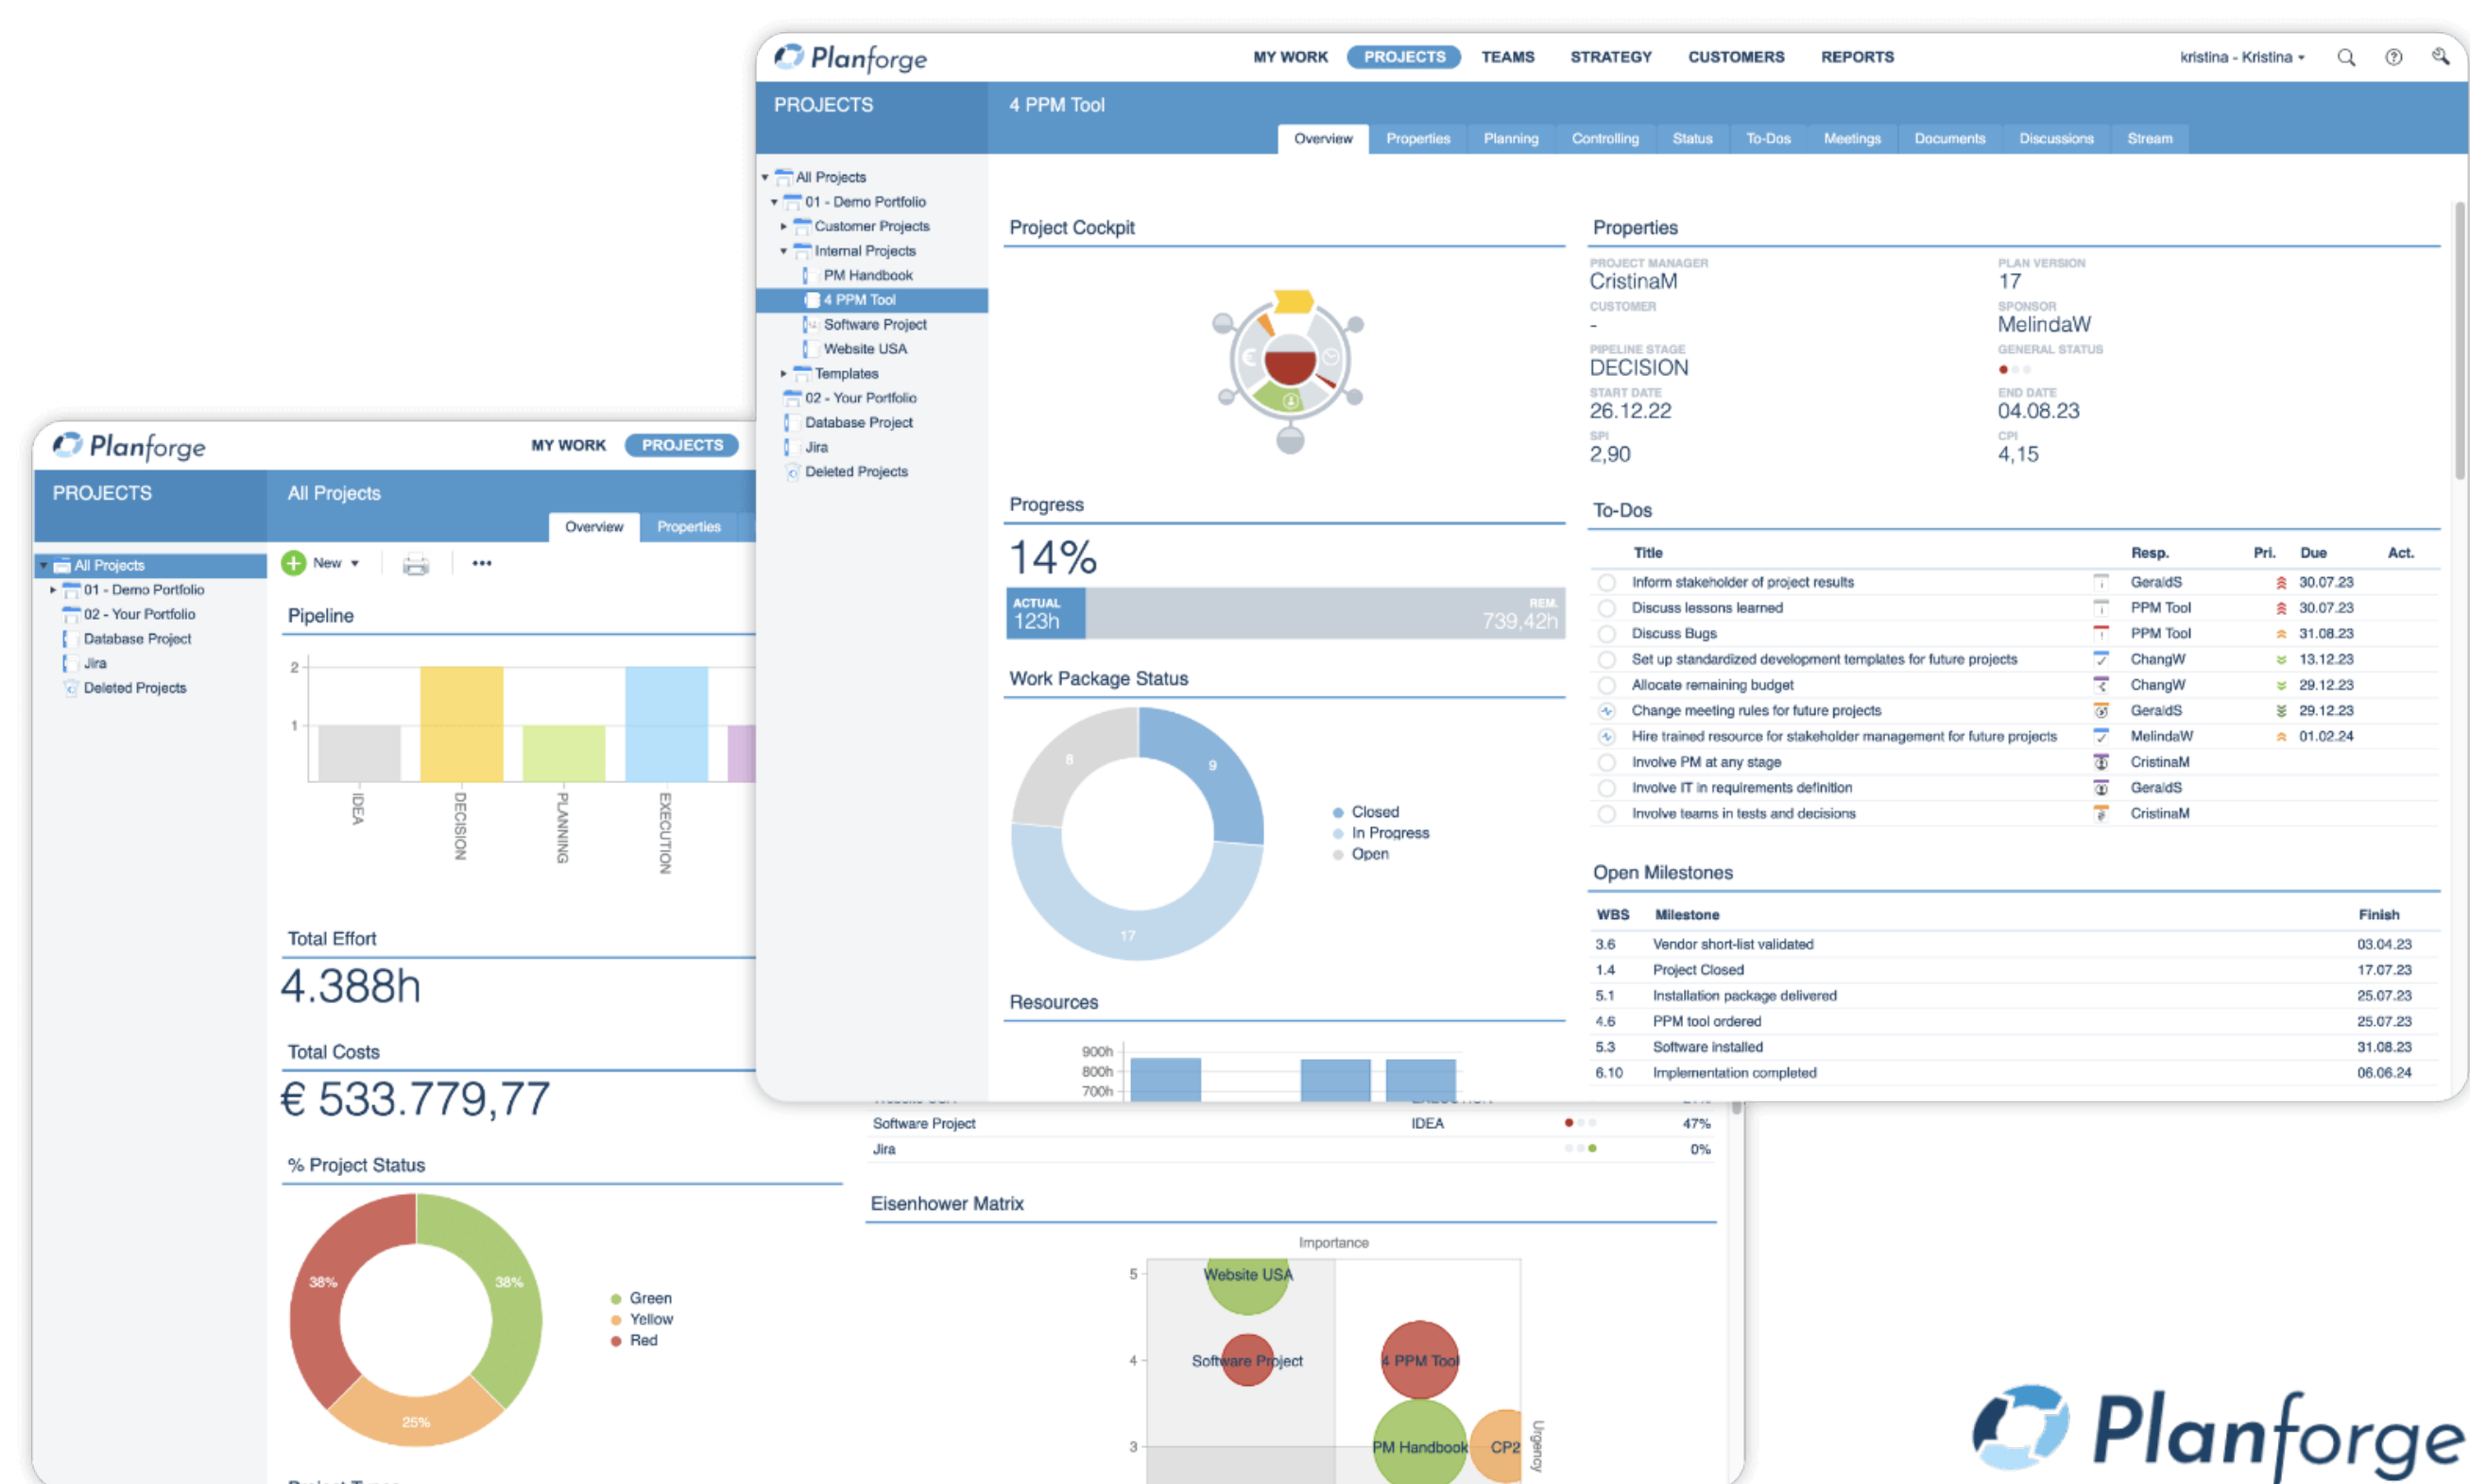 Planforge
MY WORK PROJECTS TEAMS STRATEGY CUSTOMERS REPORTS
kristina - Kristina
PROJECTS
4 PPM Tool
Overview Properties Planning Controlling Status To-Dos Meetings Documents Discussions Stream
All Projects
01 - Demo Portfolio
Customer Projects
Internal Projects
PM Handbook
4 PPM Tool
Software Project
Website USA
Templates
02 - Your Portfolio
Database Project
Jira
Deleted Projects
Project Cockpit
€
Progress
14%
ACTUAL REM.
123h 739,42h
Work Package Status
8
9
17
Closed
In Progress
Open
Resources
900h
800h
700h
Properties
PROJECT MANAGER PLAN VERSION
CristinaM 17
CUSTOMER SPONSOR
- MelindaW
PIPELINE STAGE GENERAL STATUS
DECISION
START DATE END DATE
26.12.22 04.08.23
SPI CPI
2,90 4,15
To-Dos
Title Resp. Pri. Due Act.
Inform stakeholder of project results GeraldS 30.07.23
Discuss lessons learned PPM Tool 30.07.23
Discuss Bugs PPM Tool 31.08.23
Set up standardized development templates for future projects ChangW 13.12.23
Allocate remaining budget ChangW 29.12.23
Change meeting rules for future projects GeraldS 29.12.23
Hire trained resource for stakeholder management for future projects MelindaW 01.02.24
Involve PM at any stage CristinaM
Involve IT in requirements definition GeraldS
Involve teams in tests and decisions CristinaM
Open Milestones
WBS Milestone Finish
3.6 Vendor short-list validated 03.04.23
1.4 Project Closed 17.07.23
5.1 Installation package delivered 25.07.23
4.6 PPM tool ordered 25.07.23
5.3 Software installed 31.08.23
6.10 Implementation completed 06.06.24
Planforge
MY WORK PROJECTS
PROJECTS
All Projects
Overview Properties
All Projects
01 - Demo Portfolio
02 - Your Portfolio
Database Project
Jira
Deleted Projects
New
Pipeline
2
1
IDEA
DECISION
PLANNING
EXECUTION
Total Effort
4.388h
Total Costs
€ 533.779,77
% Project Status
38% 38%
25%
Green
Yellow
Red
Software Project IDEA 47%
Jira 0%
Eisenhower Matrix
Importance
5
Website USA
4
Software Project
4 PPM Tool
3
PM Handbook
CP2
Urgency
Planforge